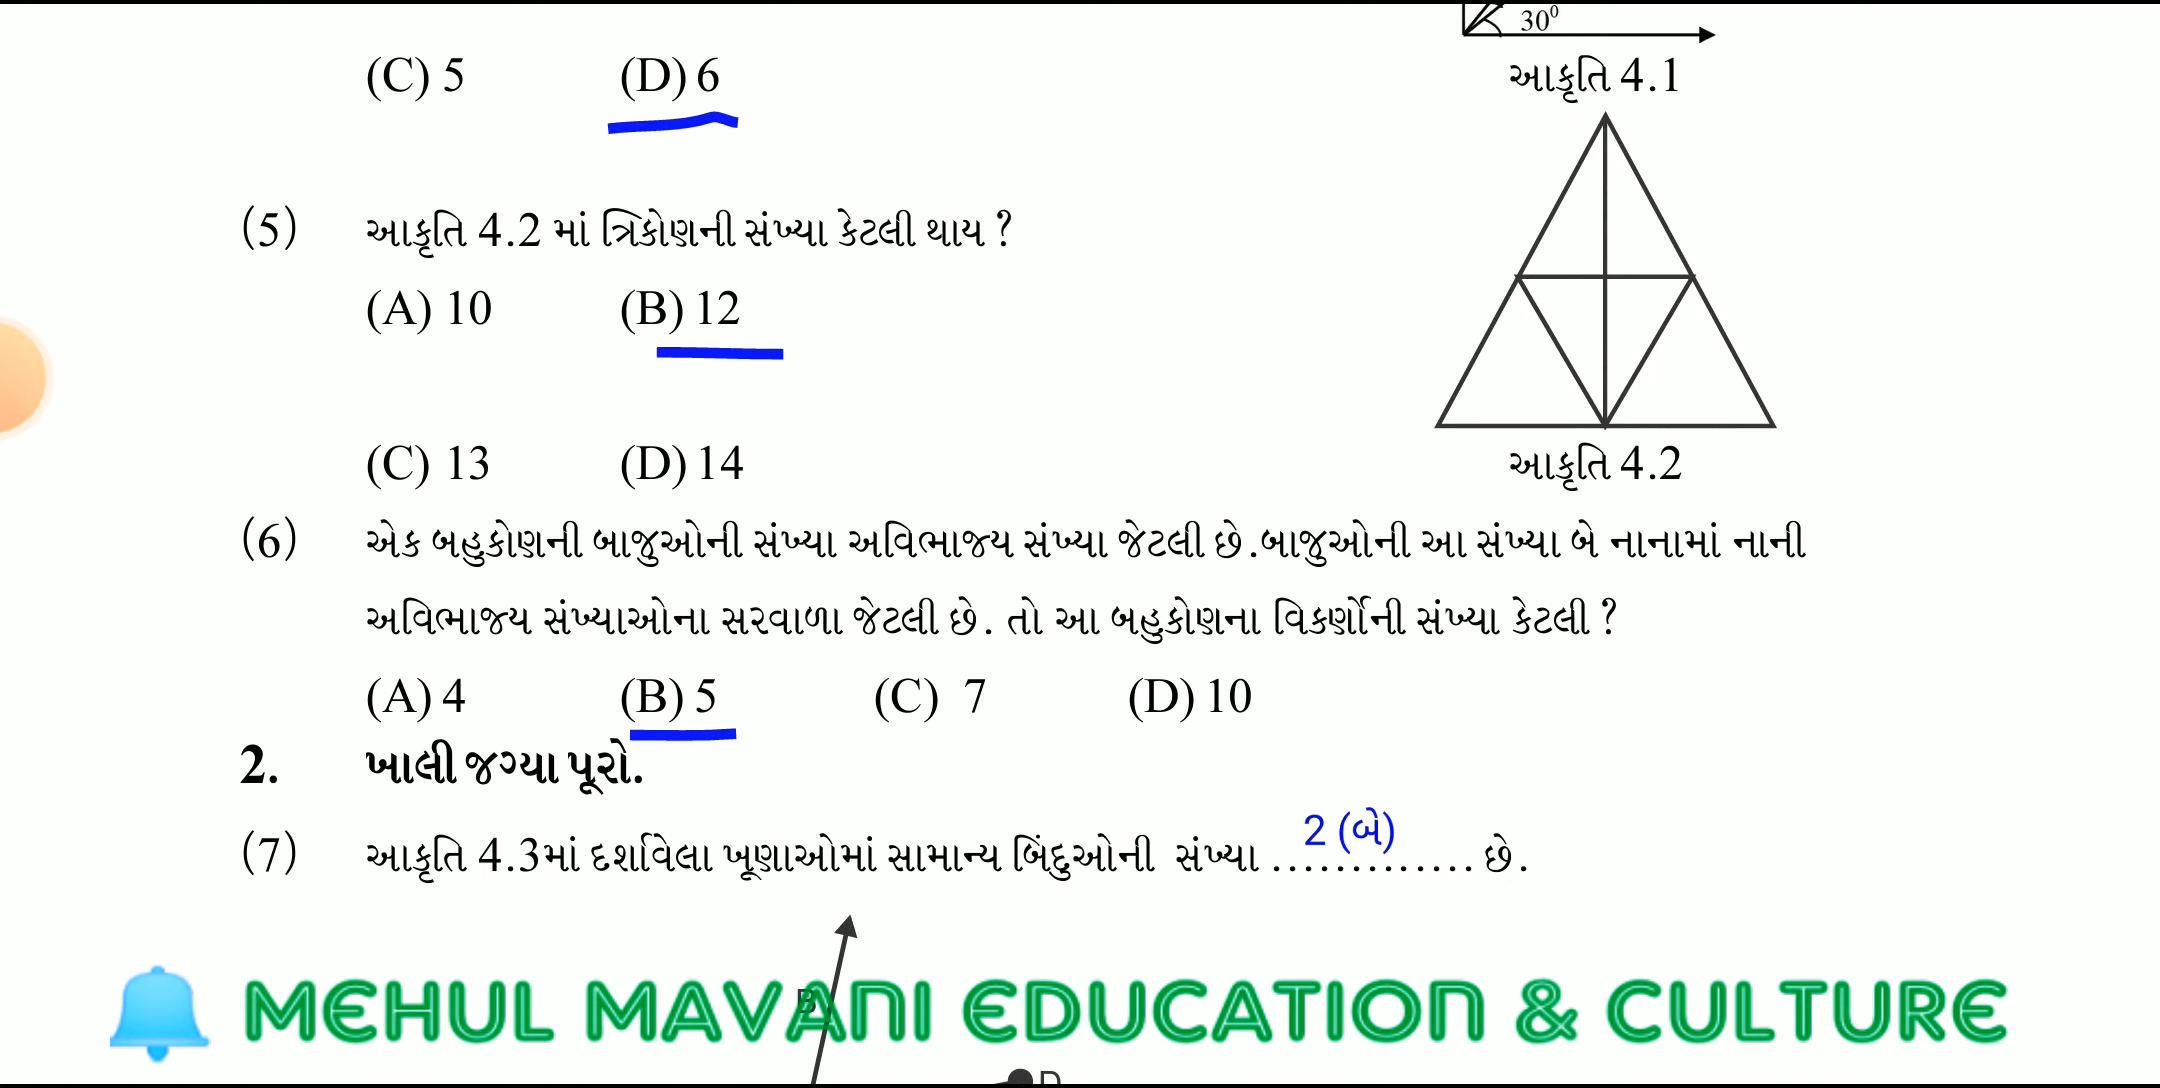 30⁰
(C) 5 (D) 6
આકૃતિ 4.1
(5) આકૃતિ 4.2 માં ત્રિકોણની સંખ્યા કેટલી થાય ?
(A) 10 (B) 12
(C) 13 (D) 14
આકૃતિ 4.2
(6) એક બહુકોણની બાજુઓની સંખ્યા અવિભાજ્ય સંખ્યા જેટલી છે.બાજુઓની આ સંખ્યા બે નાનામાં નાની
અવિભાજ્ય સંખ્યાઓના સરવાળા જેટલી છે. તો આ બહુકોણના વિકર્ણોની સંખ્યા કેટલી ?
(A) 4 (B) 5 (C) 7 (D) 10
2. ખાલી જગ્યા પૂરો.
(7) આકૃતિ 4.3માં દર્શાવેલા ખૂણાઓમાં સામાન્ય બિંદુઓની સંખ્યા ............. છે.
2 (બે)
B
MEHUL MAVANI EDUCATION & CULTURE
D